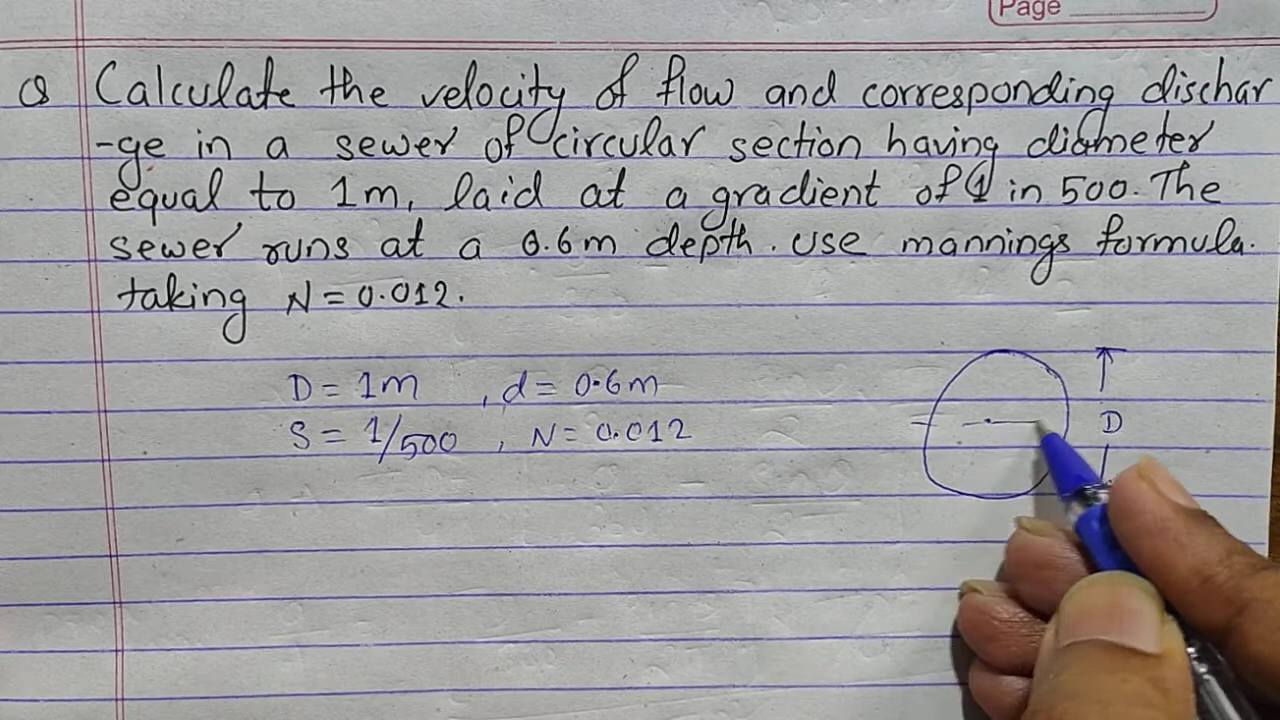 Page
Q Calculate the velocity of flow and corresponding dischar
-ge in a sewer of circular section having diameter
equal to 1m, laid at a gradient of 1 in 500. The
sewer runs at a 0.6m depth. Use mannings formula.
taking N = 0.012.
D = 1m , d = 0.6m
S = 1/500 , N = 0.012
D